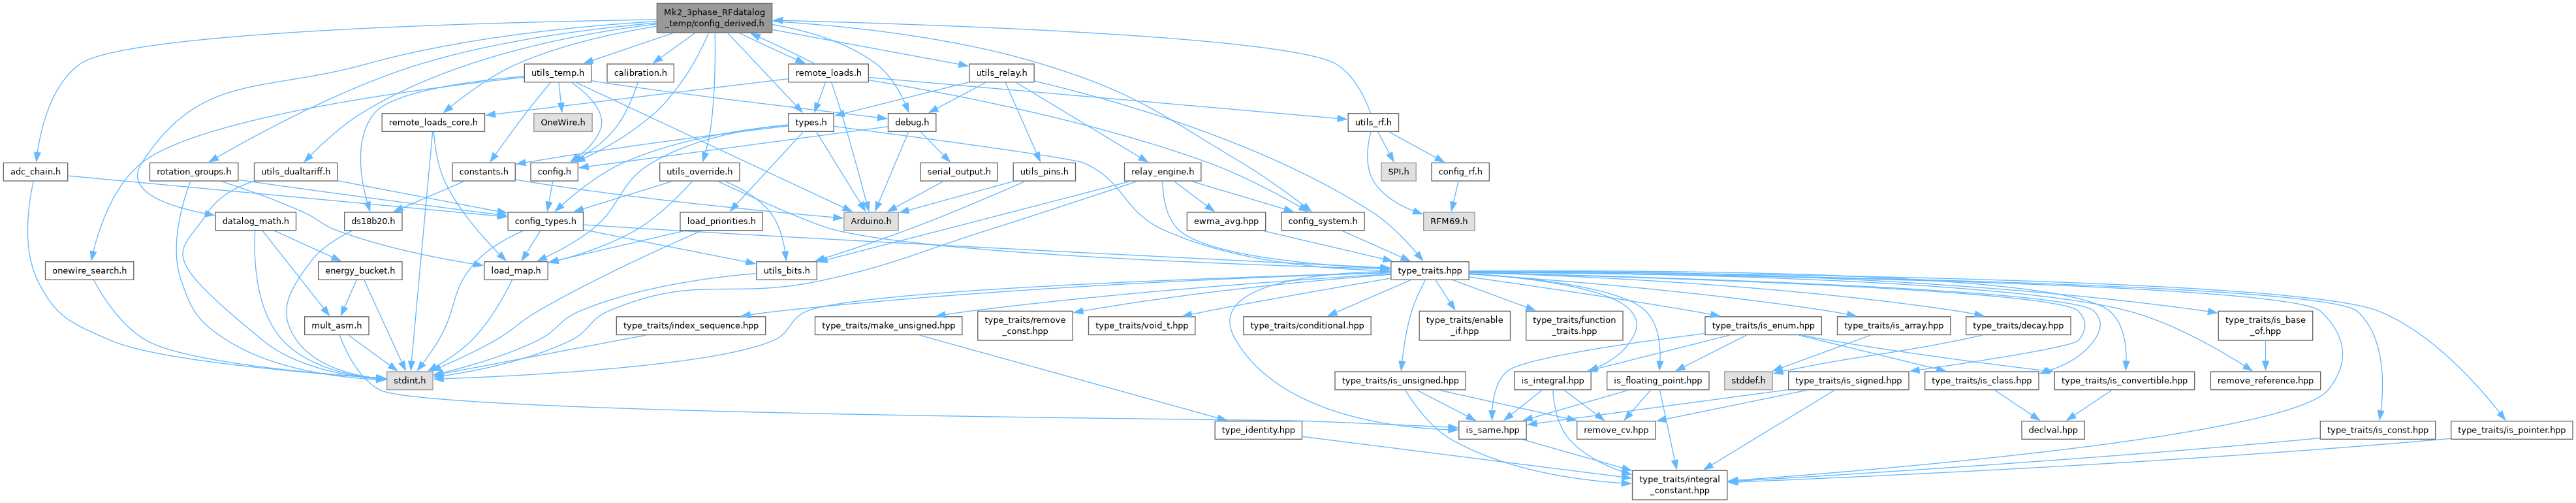 Mk2_3phase_RFdatalog
_temp/config_derived.h
utils_temp.h
calibration.h
remote_loads.h
utils_relay.h
remote_loads_core.h
OneWire.h
types.h
debug.h
utils_rf.h
adc_chain.h
rotation_groups.h
utils_dualtariff.h
constants.h
config.h
utils_override.h
serial_output.h
utils_pins.h
relay_engine.h
SPI.h
config_rf.h
datalog_math.h
ds18b20.h
config_types.h
load_priorities.h
Arduino.h
ewma_avg.hpp
config_system.h
RFM69.h
onewire_search.h
energy_bucket.h
load_map.h
utils_bits.h
type_traits.hpp
mult_asm.h
type_traits/index_sequence.hpp
type_traits/make_unsigned.hpp
type_traits/remove
_const.hpp
type_traits/void_t.hpp
type_traits/conditional.hpp
type_traits/enable
_if.hpp
type_traits/function
_traits.hpp
type_traits/is_enum.hpp
type_traits/is_array.hpp
type_traits/decay.hpp
type_traits/is_base
_of.hpp
stdint.h
type_traits/is_unsigned.hpp
is_integral.hpp
is_floating_point.hpp
stddef.h
type_traits/is_signed.hpp
type_traits/is_class.hpp
type_traits/is_convertible.hpp
remove_reference.hpp
type_identity.hpp
is_same.hpp
remove_cv.hpp
declval.hpp
type_traits/is_const.hpp
type_traits/is_pointer.hpp
type_traits/integral
_constant.hpp